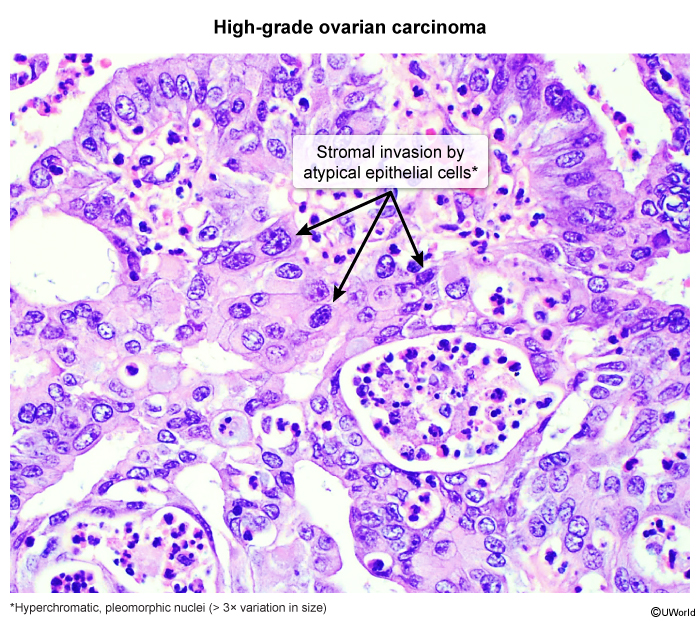 High-grade ovarian carcinoma
Stromal invasion by
atypical epithelial cells*
*Hyperchromatic, pleomorphic nuclei (> 3× variation in size)
©UWorld